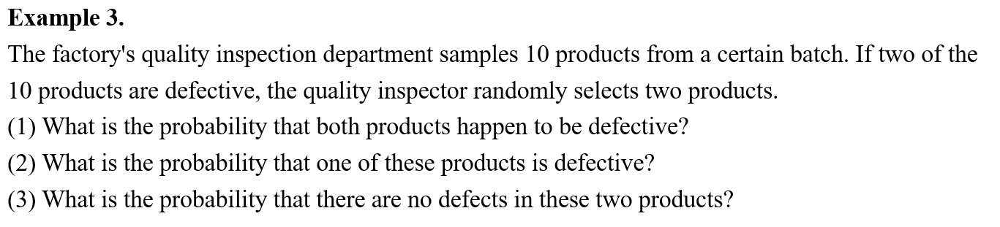 Example 3.
The factory's quality inspection department samples 10 products from a certain batch. If two of the
10 products are defective, the quality inspector randomly selects two products.
(1) What is the probability that both products happen to be defective?
(2) What is the probability that one of these products is defective?
(3) What is the probability that there are no defects in these two products?